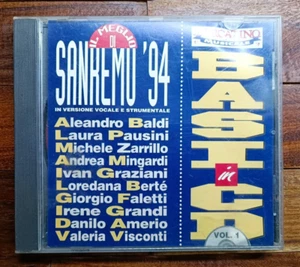 IL MEGLIO
DI
SANREMO '94
IN VERSIONE VOCALE E STRUMENTALE
Aleandro Baldi
Laura Pausini
Michele Zarrillo
Andrea Mingardi
Ivan Graziani
Loredana Berté
Giorgio Faletti
Irene Grandi
Danilo Amerio
Valeria Visconti
BASI in CD
VOL. 1